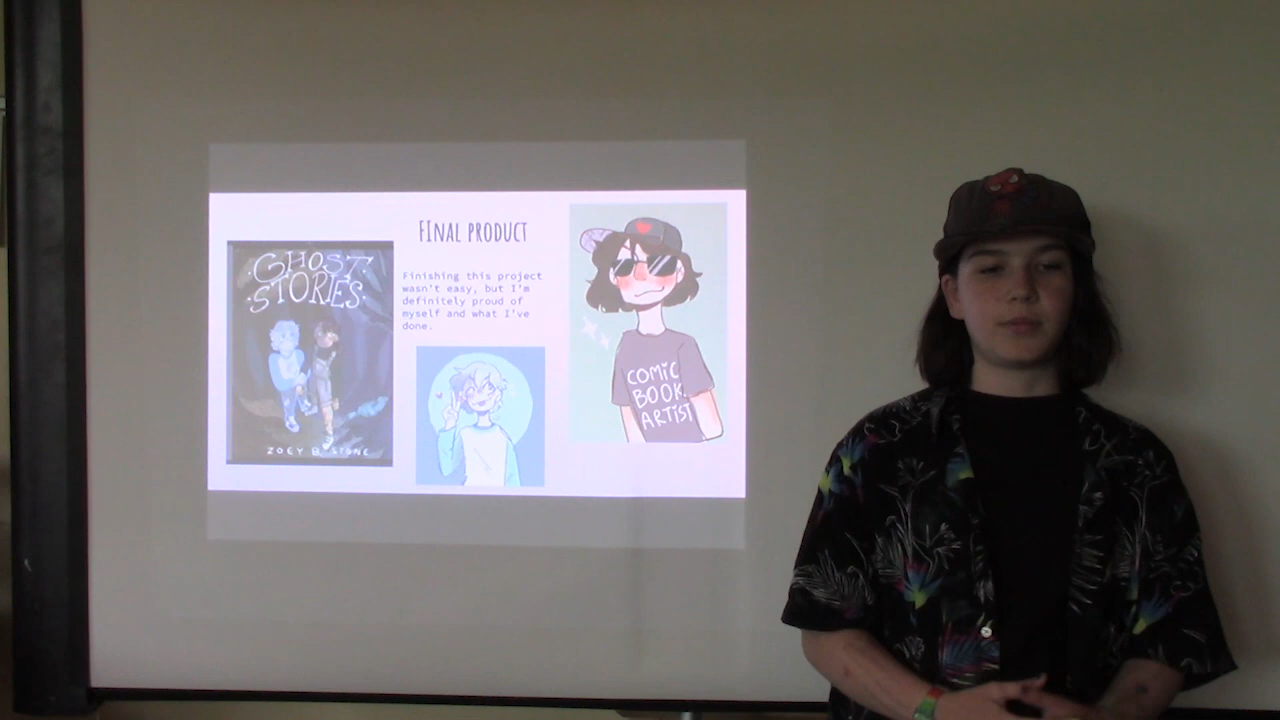 FINAL PRODUCT
GHOST
STORIES
Finishing this project
wasn't easy, but I'm
definitely proud of
myself and what I've
done.
ZOEY B. STONE
COMIC
BOOK
ARTIST